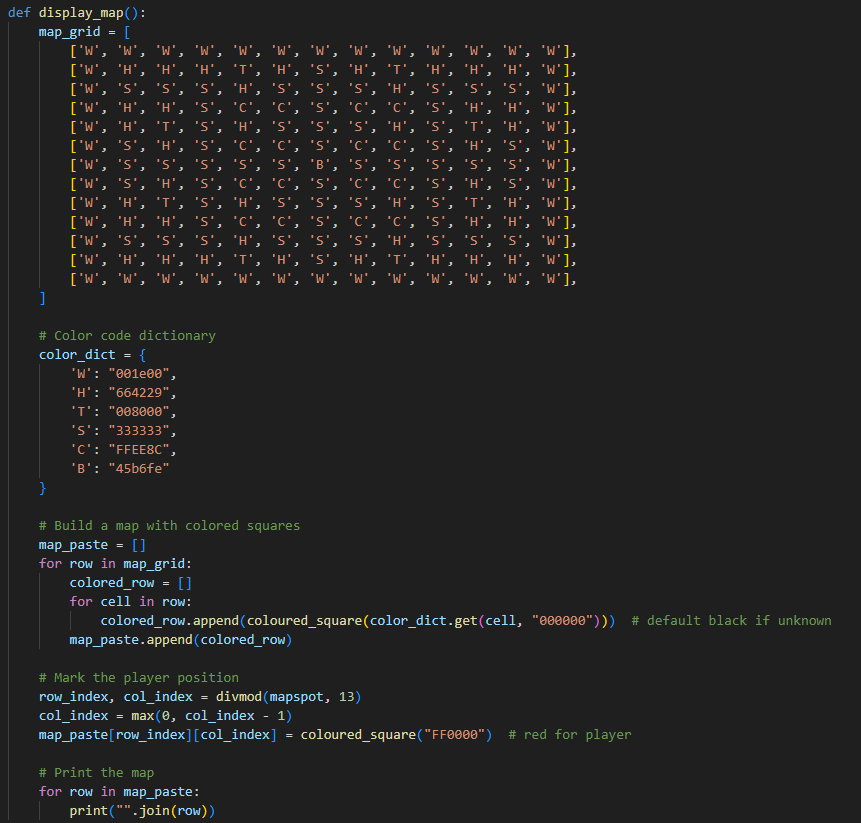 def display_map():
    map_grid = [
        ['W', 'W', 'W', 'W', 'W', 'W', 'W', 'W', 'W', 'W', 'W', 'W', 'W'],
        ['W', 'H', 'H', 'H', 'T', 'H', 'S', 'H', 'T', 'H', 'H', 'H', 'W'],
        ['W', 'S', 'S', 'S', 'H', 'S', 'S', 'S', 'H', 'S', 'S', 'S', 'W'],
        ['W', 'H', 'H', 'S', 'C', 'C', 'S', 'C', 'C', 'S', 'H', 'H', 'W'],
        ['W', 'H', 'T', 'S', 'H', 'S', 'S', 'S', 'H', 'S', 'T', 'H', 'W'],
        ['W', 'S', 'H', 'S', 'C', 'C', 'S', 'C', 'C', 'S', 'H', 'S', 'W'],
        ['W', 'S', 'S', 'S', 'S', 'S', 'B', 'S', 'S', 'S', 'S', 'S', 'W'],
        ['W', 'S', 'H', 'S', 'C', 'C', 'S', 'C', 'C', 'S', 'H', 'S', 'W'],
        ['W', 'H', 'T', 'S', 'H', 'S', 'S', 'S', 'H', 'S', 'T', 'H', 'W'],
        ['W', 'H', 'H', 'S', 'C', 'C', 'S', 'C', 'C', 'S', 'H', 'H', 'W'],
        ['W', 'S', 'S', 'S', 'H', 'S', 'S', 'S', 'H', 'S', 'S', 'S', 'W'],
        ['W', 'H', 'H', 'H', 'T', 'H', 'S', 'H', 'T', 'H', 'H', 'H', 'W'],
        ['W', 'W', 'W', 'W', 'W', 'W', 'W', 'W', 'W', 'W', 'W', 'W', 'W'],
    ]

    # Color code dictionary
    color_dict = {
        'W': "001e00",
        'H': "664229",
        'T': "008000",
        'S': "333333",
        'C': "FFEE8C",
        'B': "45b6fe"
    }

    # Build a map with colored squares
    map_paste = []
    for row in map_grid:
        colored_row = []
        for cell in row:
            colored_row.append(coloured_square(color_dict.get(cell, "000000")))  # default black if unknown
        map_paste.append(colored_row)

    # Mark the player position
    row_index, col_index = divmod(mapspot, 13)
    col_index = max(0, col_index - 1)
    map_paste[row_index][col_index] = coloured_square("FF0000")  # red for player

    # Print the map
    for row in map_paste:
        print("".join(row))